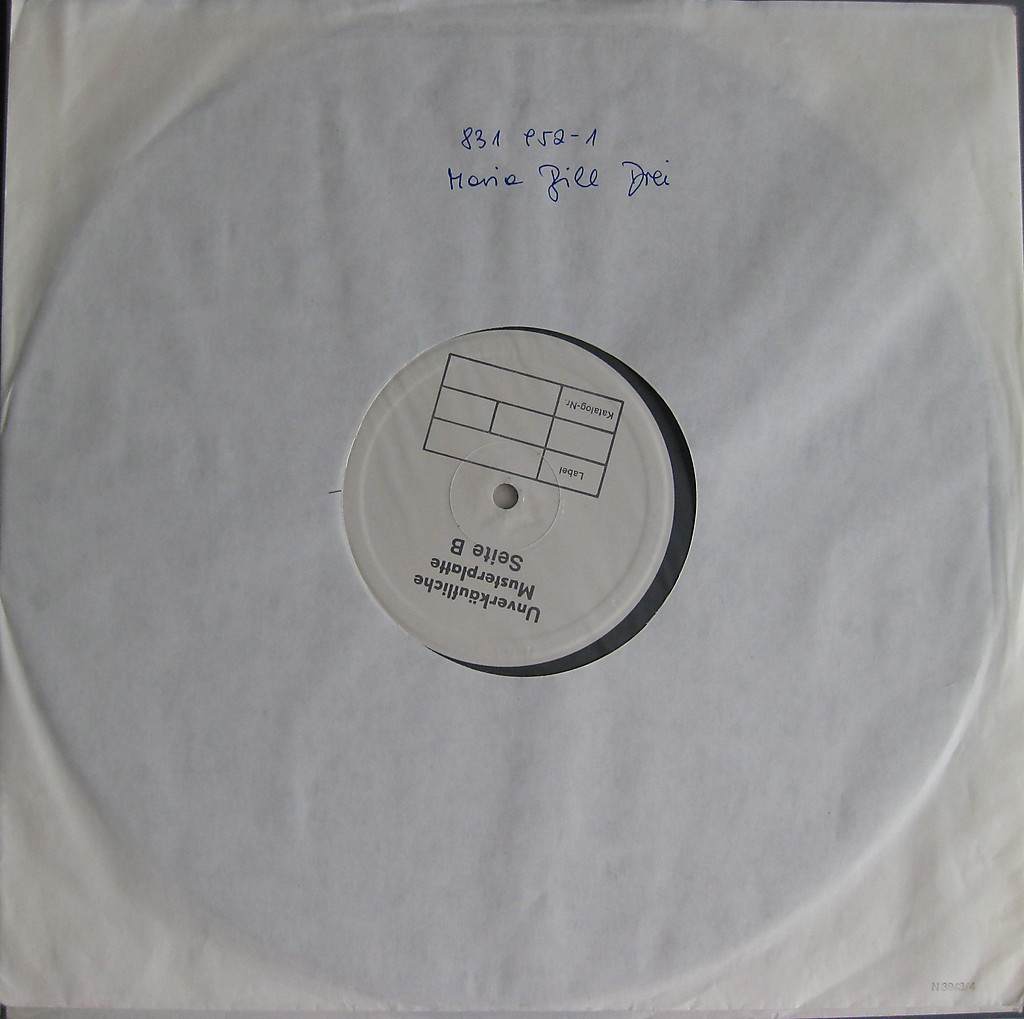 831 952-1
Maria Bill Drei
Unverkäufliche
Musterplatte
Seite B
Label
Katalog-Nr.